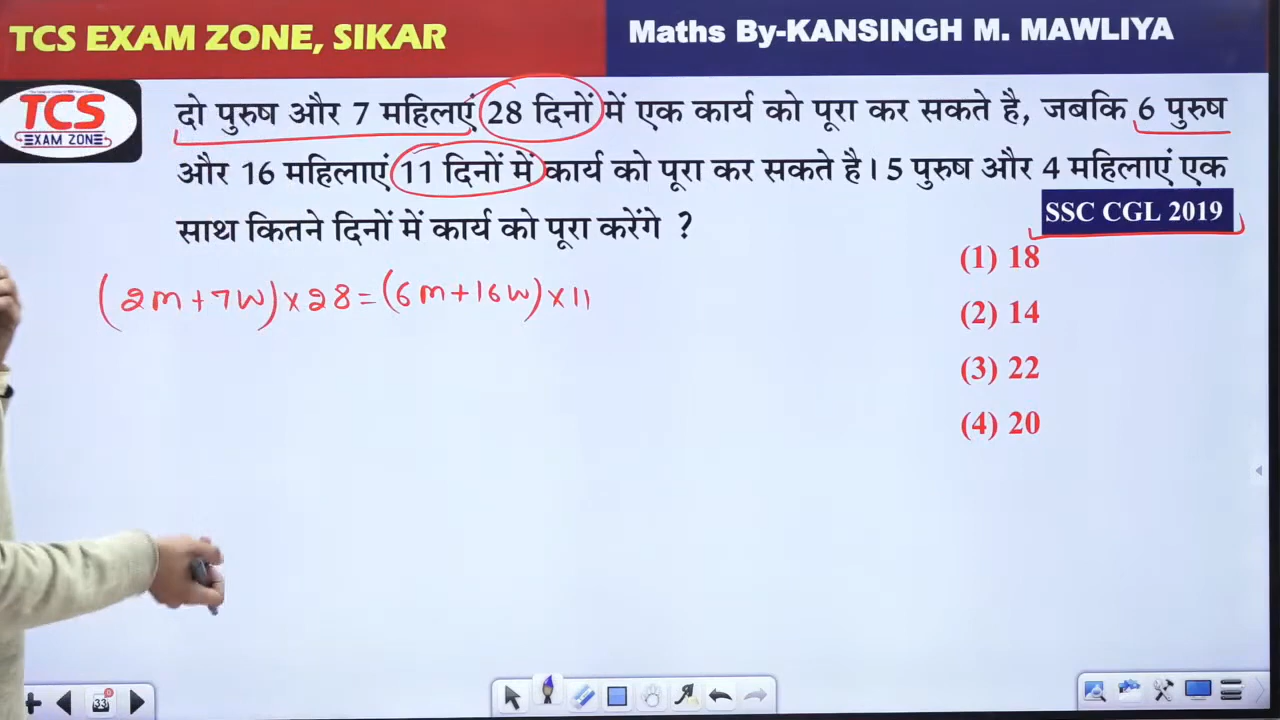 TCS EXAM ZONE, SIKAR
Maths By-KANSINGH M. MAWLIYA
TCS
EXAM ZONE
दो पुरुष और 7 महिलाएं 28 दिनों में एक कार्य को पूरा कर सकते है, जबकि 6 पुरुष
और 16 महिलाएं 11 दिनों में कार्य को पूरा कर सकते है। 5 पुरुष और 4 महिलाएं एक
साथ कितने दिनों में कार्य को पूरा करेंगे ?
SSC CGL 2019
(2m+7w)×28=(6m+16w)×11
(1) 18
(2) 14
(3) 22
(4) 20
33